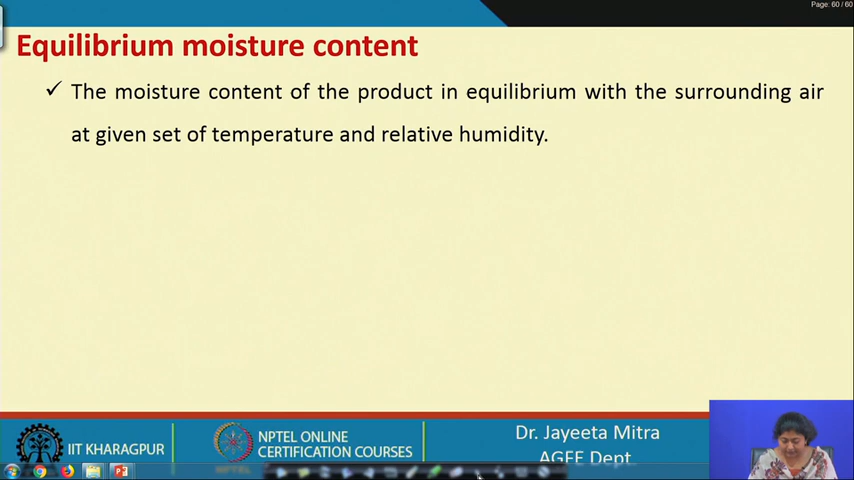 Page: 60 / 60
Equilibrium moisture content
✓ The moisture content of the product in equilibrium with the surrounding air
at given set of temperature and relative humidity.
IIT KHARAGPUR
NPTEL ONLINE
CERTIFICATION COURSES
NPTEL
Dr. Jayeeta Mitra
AGFE Dept.